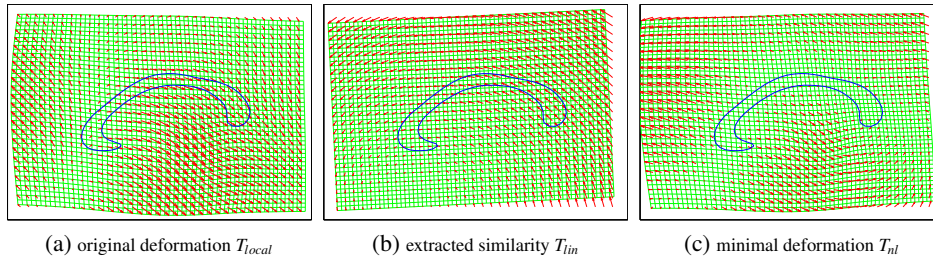 (a) original deformation T_local
(b) extracted similarity T_lin
(c) minimal deformation T_nl